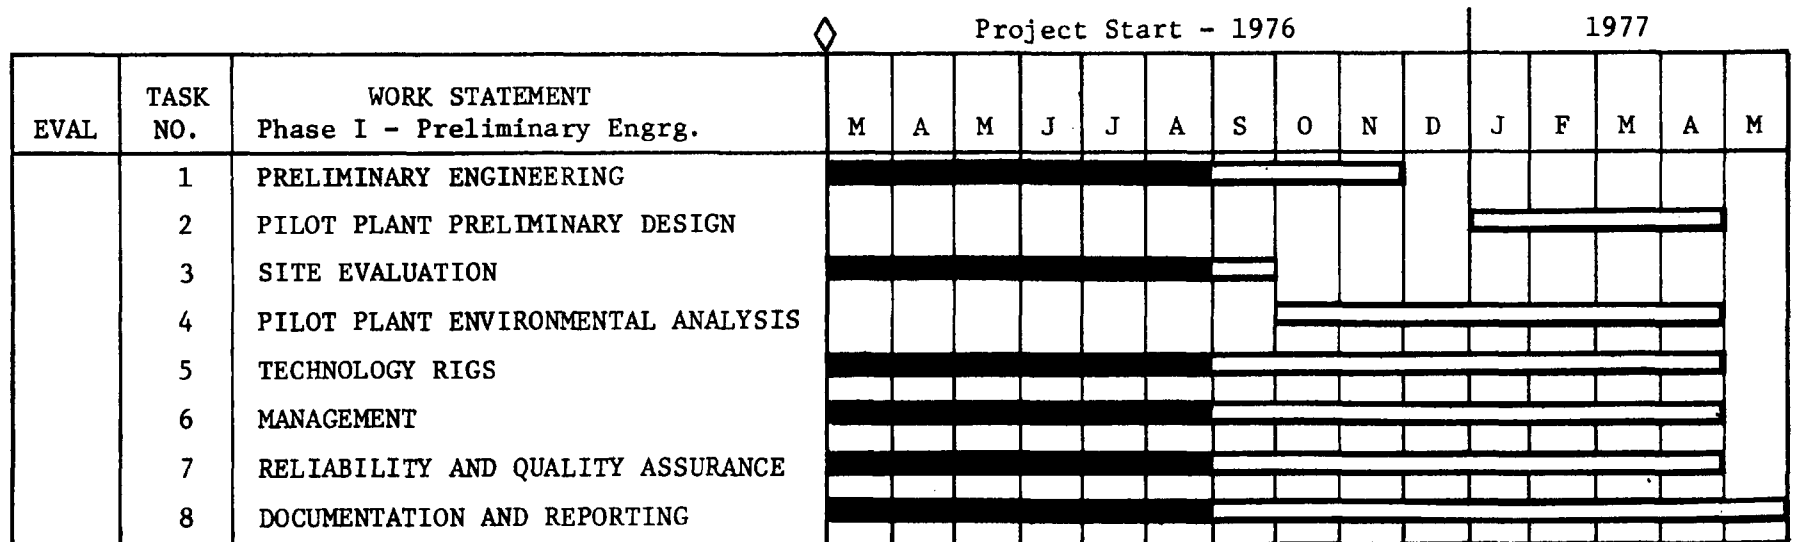 Project Start - 1976 1977
EVAL TASK NO. WORK STATEMENT Phase I - Preliminary Engrg. M A M J J A S O N D J F M A M
1 PRELIMINARY ENGINEERING
2 PILOT PLANT PRELIMINARY DESIGN
3 SITE EVALUATION
4 PILOT PLANT ENVIRONMENTAL ANALYSIS
5 TECHNOLOGY RIGS
6 MANAGEMENT
7 RELIABILITY AND QUALITY ASSURANCE
8 DOCUMENTATION AND REPORTING